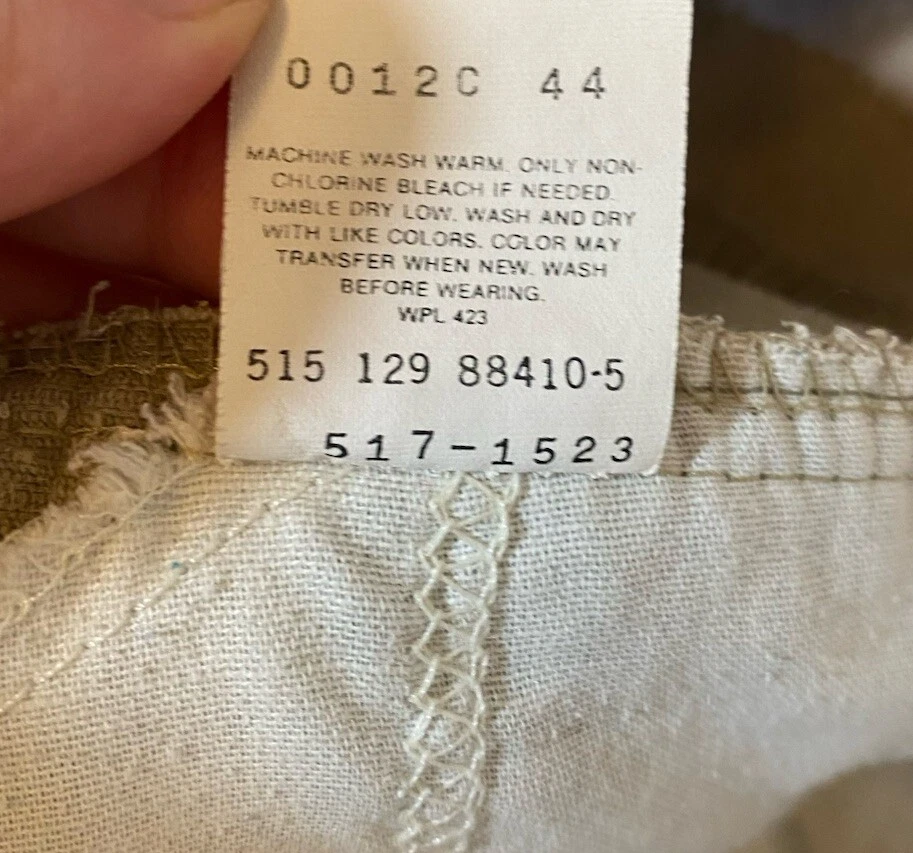 0012C 44
MACHINE WASH WARM. ONLY NON-
CHLORINE BLEACH IF NEEDED.
TUMBLE DRY LOW. WASH AND DRY
WITH LIKE COLORS. COLOR MAY
TRANSFER WHEN NEW. WASH
BEFORE WEARING.
WPL 423
515 129 88410-5
517-1523